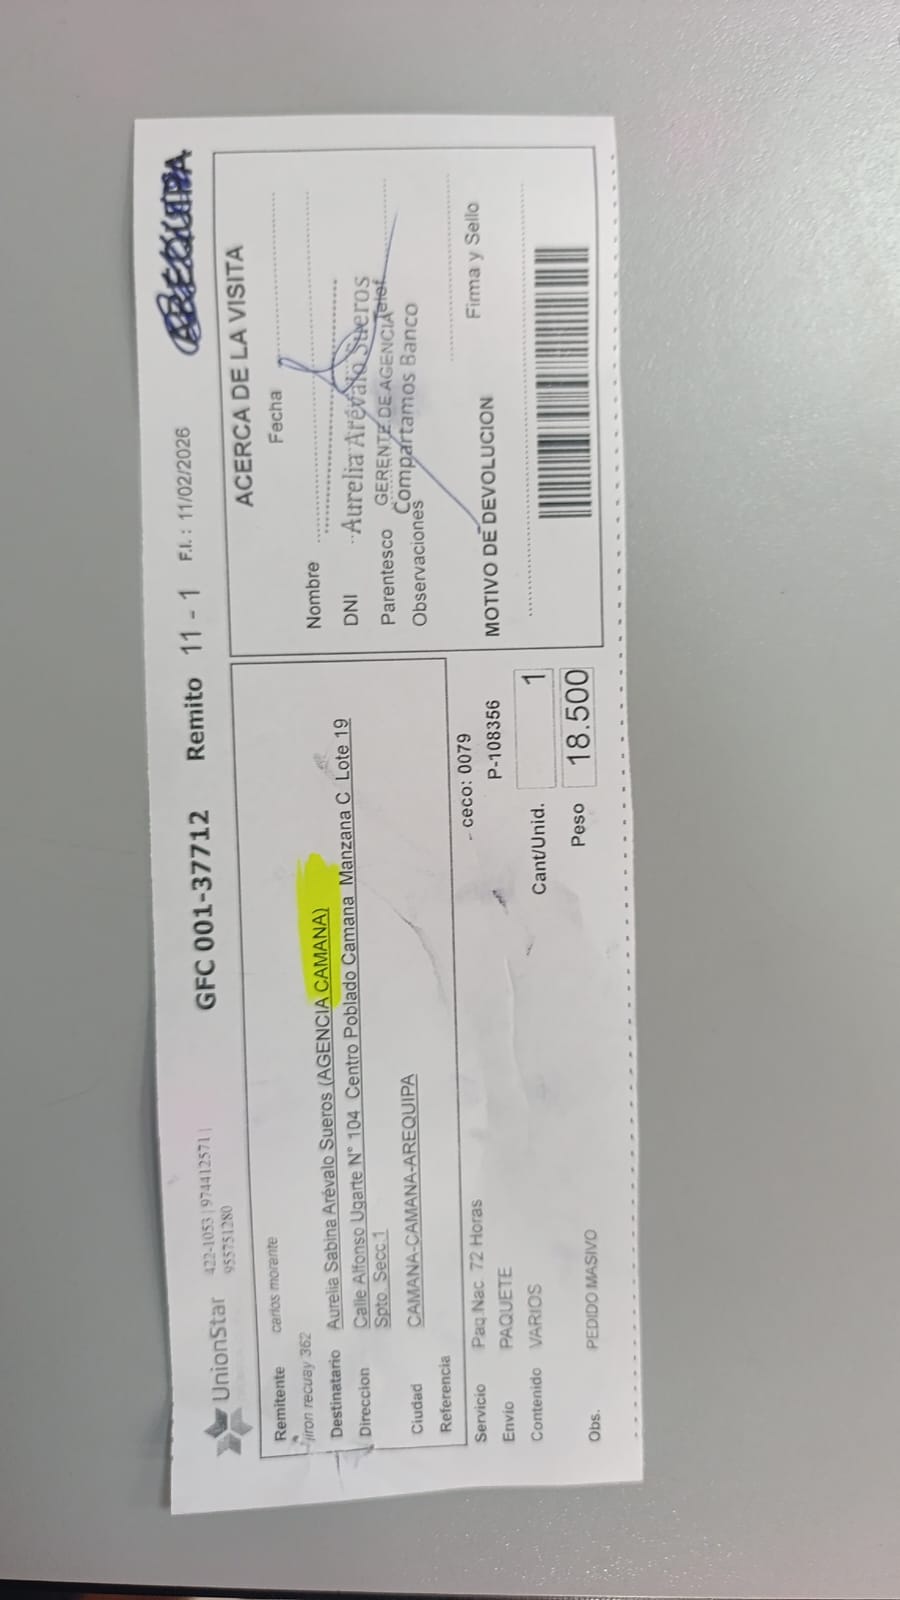 UnionStar 422-1053 | 974412571 |
955751280
GFC 001-37712 Remito 11 - 1 F.I. : 11/02/2026 AREQUIPA
Remitente carlos morante
jiron recuay 362
Destinatario Aurelia Sabina Arévalo Sueros (AGENCIA CAMANA)
Direccion Calle Alfonso Ugarte N° 104 Centro Poblado Camana Manzana C Lote 19
Spto. Secc.1
Ciudad CAMANA-CAMANA-AREQUIPA
Referencia
- ceco: 0079
Servicio Paq.Nac. 72 Horas P-108356
Envio PAQUETE
Contenido VARIOS Cant/Unid. 1
Peso 18.500
Obs. PEDIDO MASIVO
ACERCA DE LA VISITA
Fecha
Nombre
DNI
Aurelia Arévalo Sueros
Parentesco Telef
GERENTE DE AGENCIA
Compartamos Banco
Observaciones
Firma y Sello
MOTIVO DE DEVOLUCION